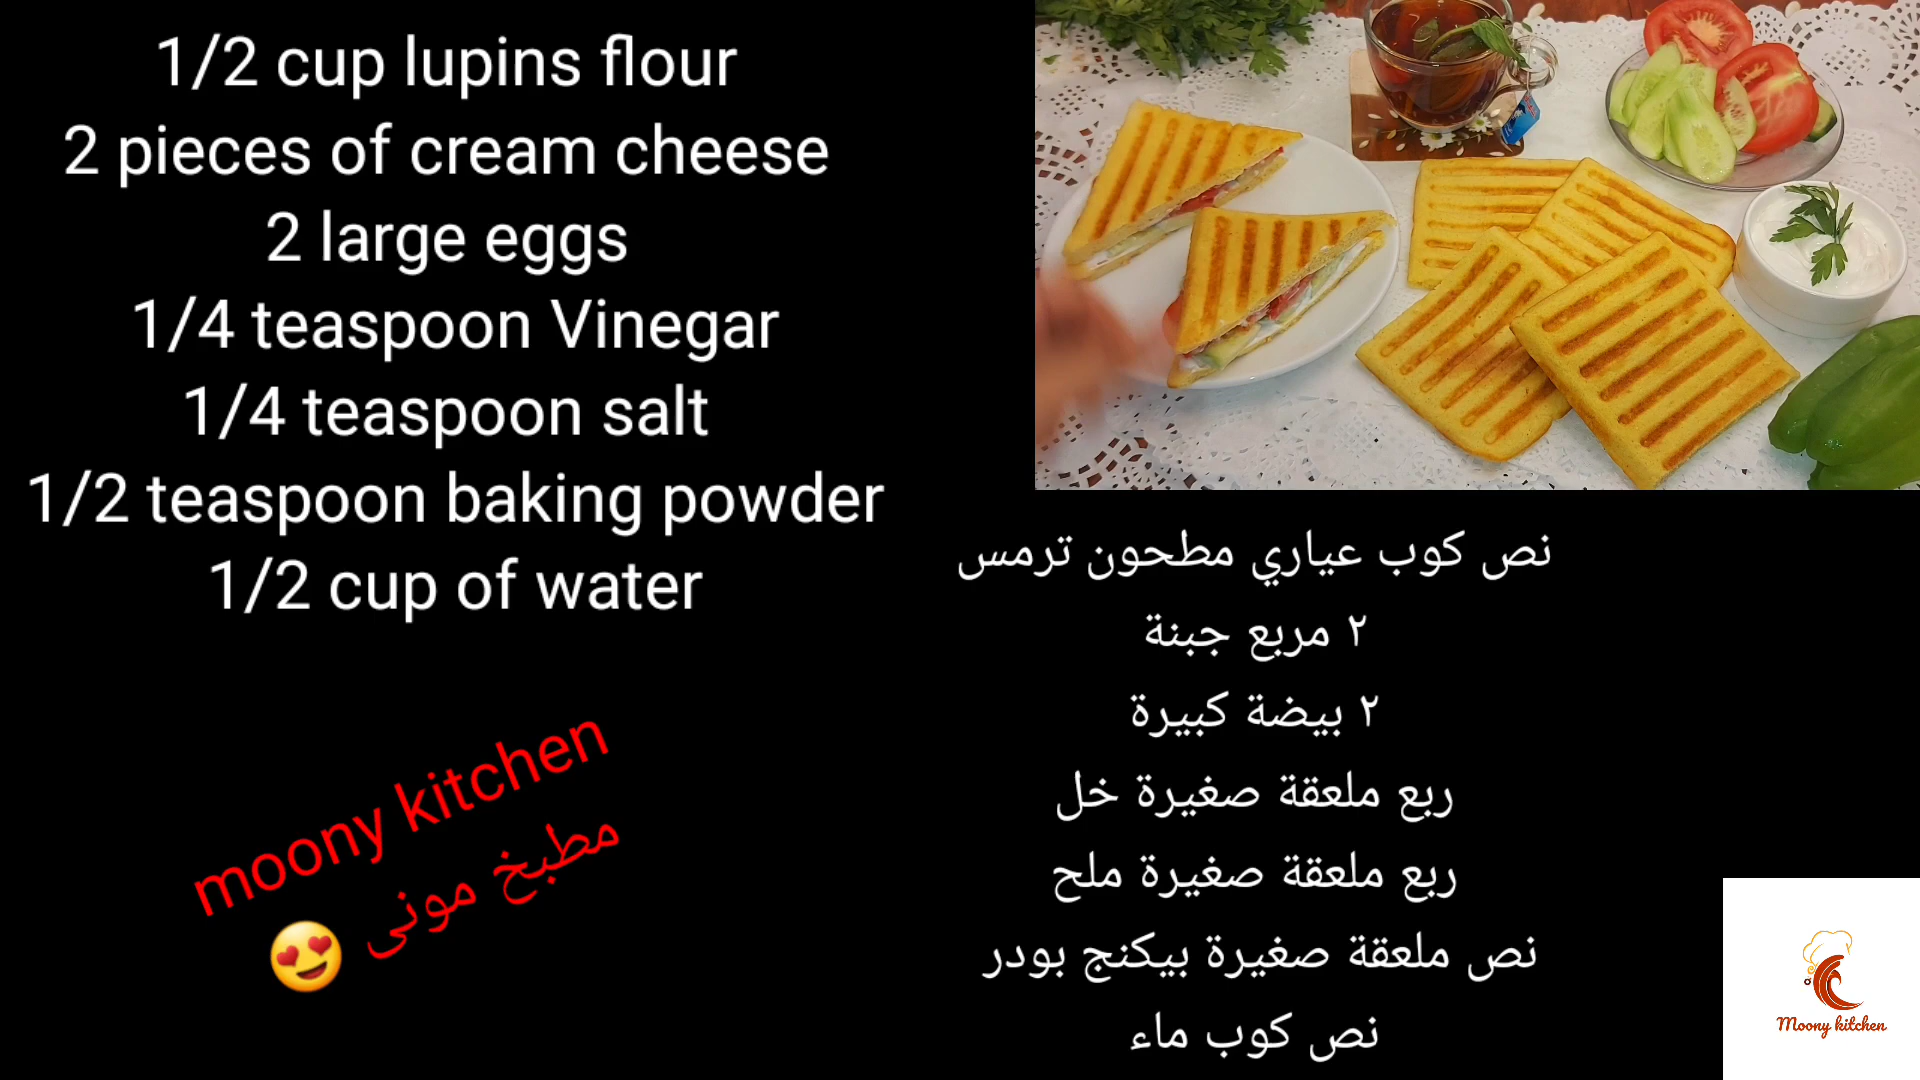 1/2 cup lupins flour
2 pieces of cream cheese
2 large eggs
1/4 teaspoon Vinegar
1/4 teaspoon salt
1/2 teaspoon baking powder
1/2 cup of water
moony kitchen
مطبخ مونى 😍
نص كوب عياري مطحون ترمس
٢ مربع جبنة
٢ بيضة كبيرة
ربع ملعقة صغيرة خل
ربع ملعقة صغيرة ملح
نص ملعقة صغيرة بيكنج بودر
نص كوب ماء
Moony kitchen